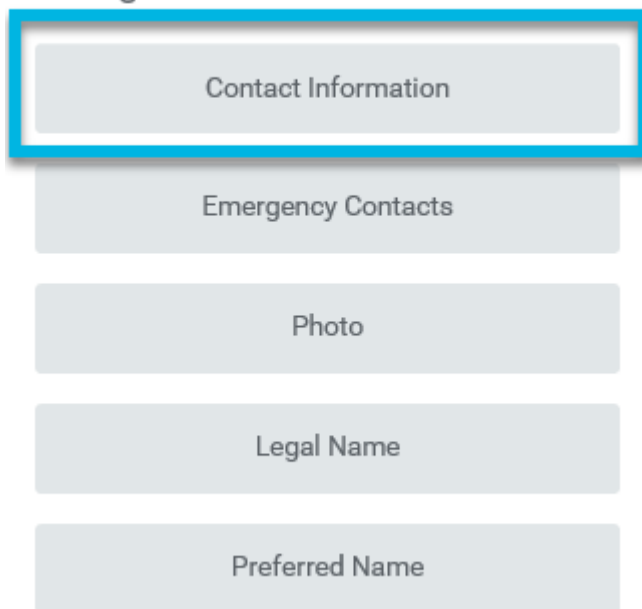 Contact Information
Emergency Contacts
Photo
Legal Name
Preferred Name